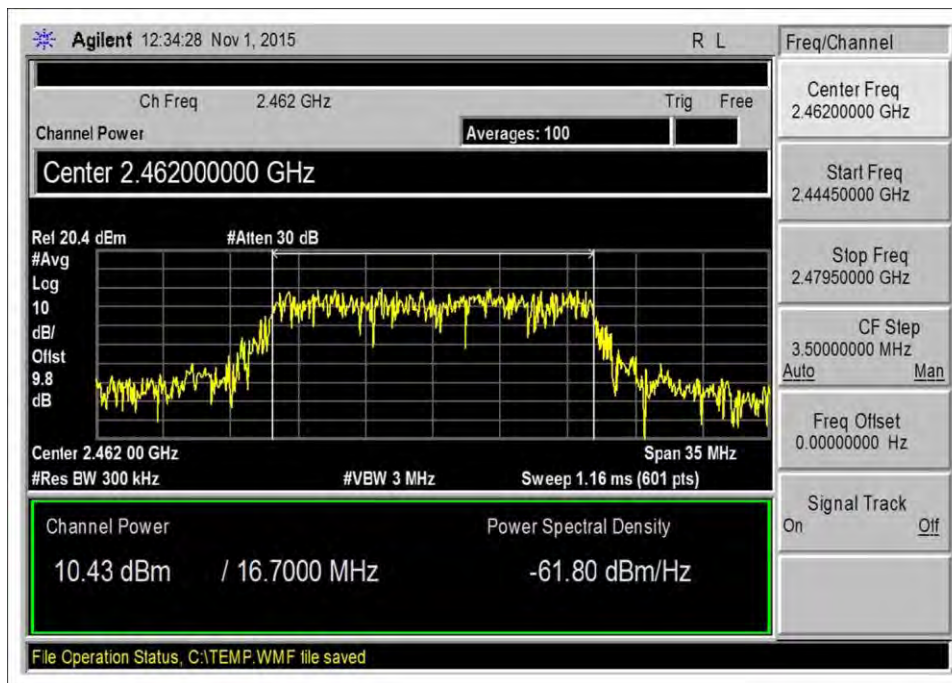 Agilent 12:34:28 Nov 1, 2015 R L
Ch Freq 2.462 GHz Trig Free
Channel Power Averages: 100
Center 2.462000000 GHz
Ref 20.4 dBm #Atten 30 dB
#Avg
Log
10
dB/
Offst
9.8
dB
Center 2.462 00 GHz Span 35 MHz
#Res BW 300 kHz #VBW 3 MHz Sweep 1.16 ms (601 pts)
Channel Power Power Spectral Density
10.43 dBm / 16.7000 MHz -61.80 dBm/Hz
File Operation Status, C:\TEMP.WMF file saved
Freq/Channel
Center Freq
2.46200000 GHz
Start Freq
2.44450000 GHz
Stop Freq
2.47950000 GHz
CF Step
3.50000000 MHz
Auto Man
Freq Offset
0.00000000 Hz
Signal Track
On Off